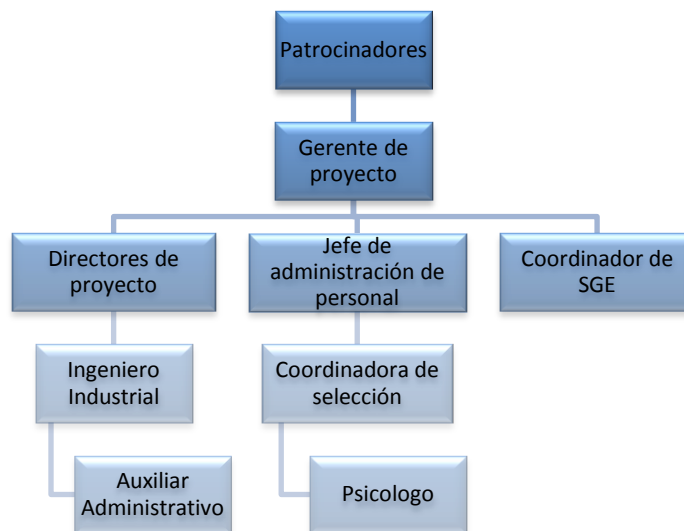 Patrocinadores
Gerente de
proyecto
Directores de
proyecto
Jefe de
administración de
personal
Coordinador de
SGE
Ingeniero
Industrial
Coordinadora de
selección
Auxiliar
Administrativo
Psicologo